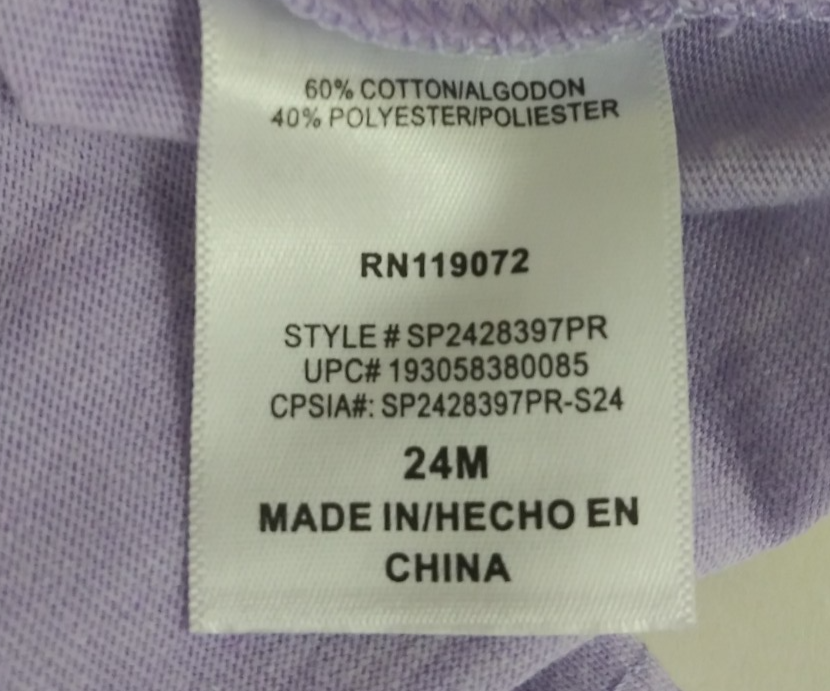 60% COTTON/ALGODON
40% POLYESTER/POLIESTER
RN119072
STYLE # SP2428397PR
UPC# 193058380085
CPSIA#: SP2428397PR-S24
24M
MADE IN/HECHO EN
CHINA